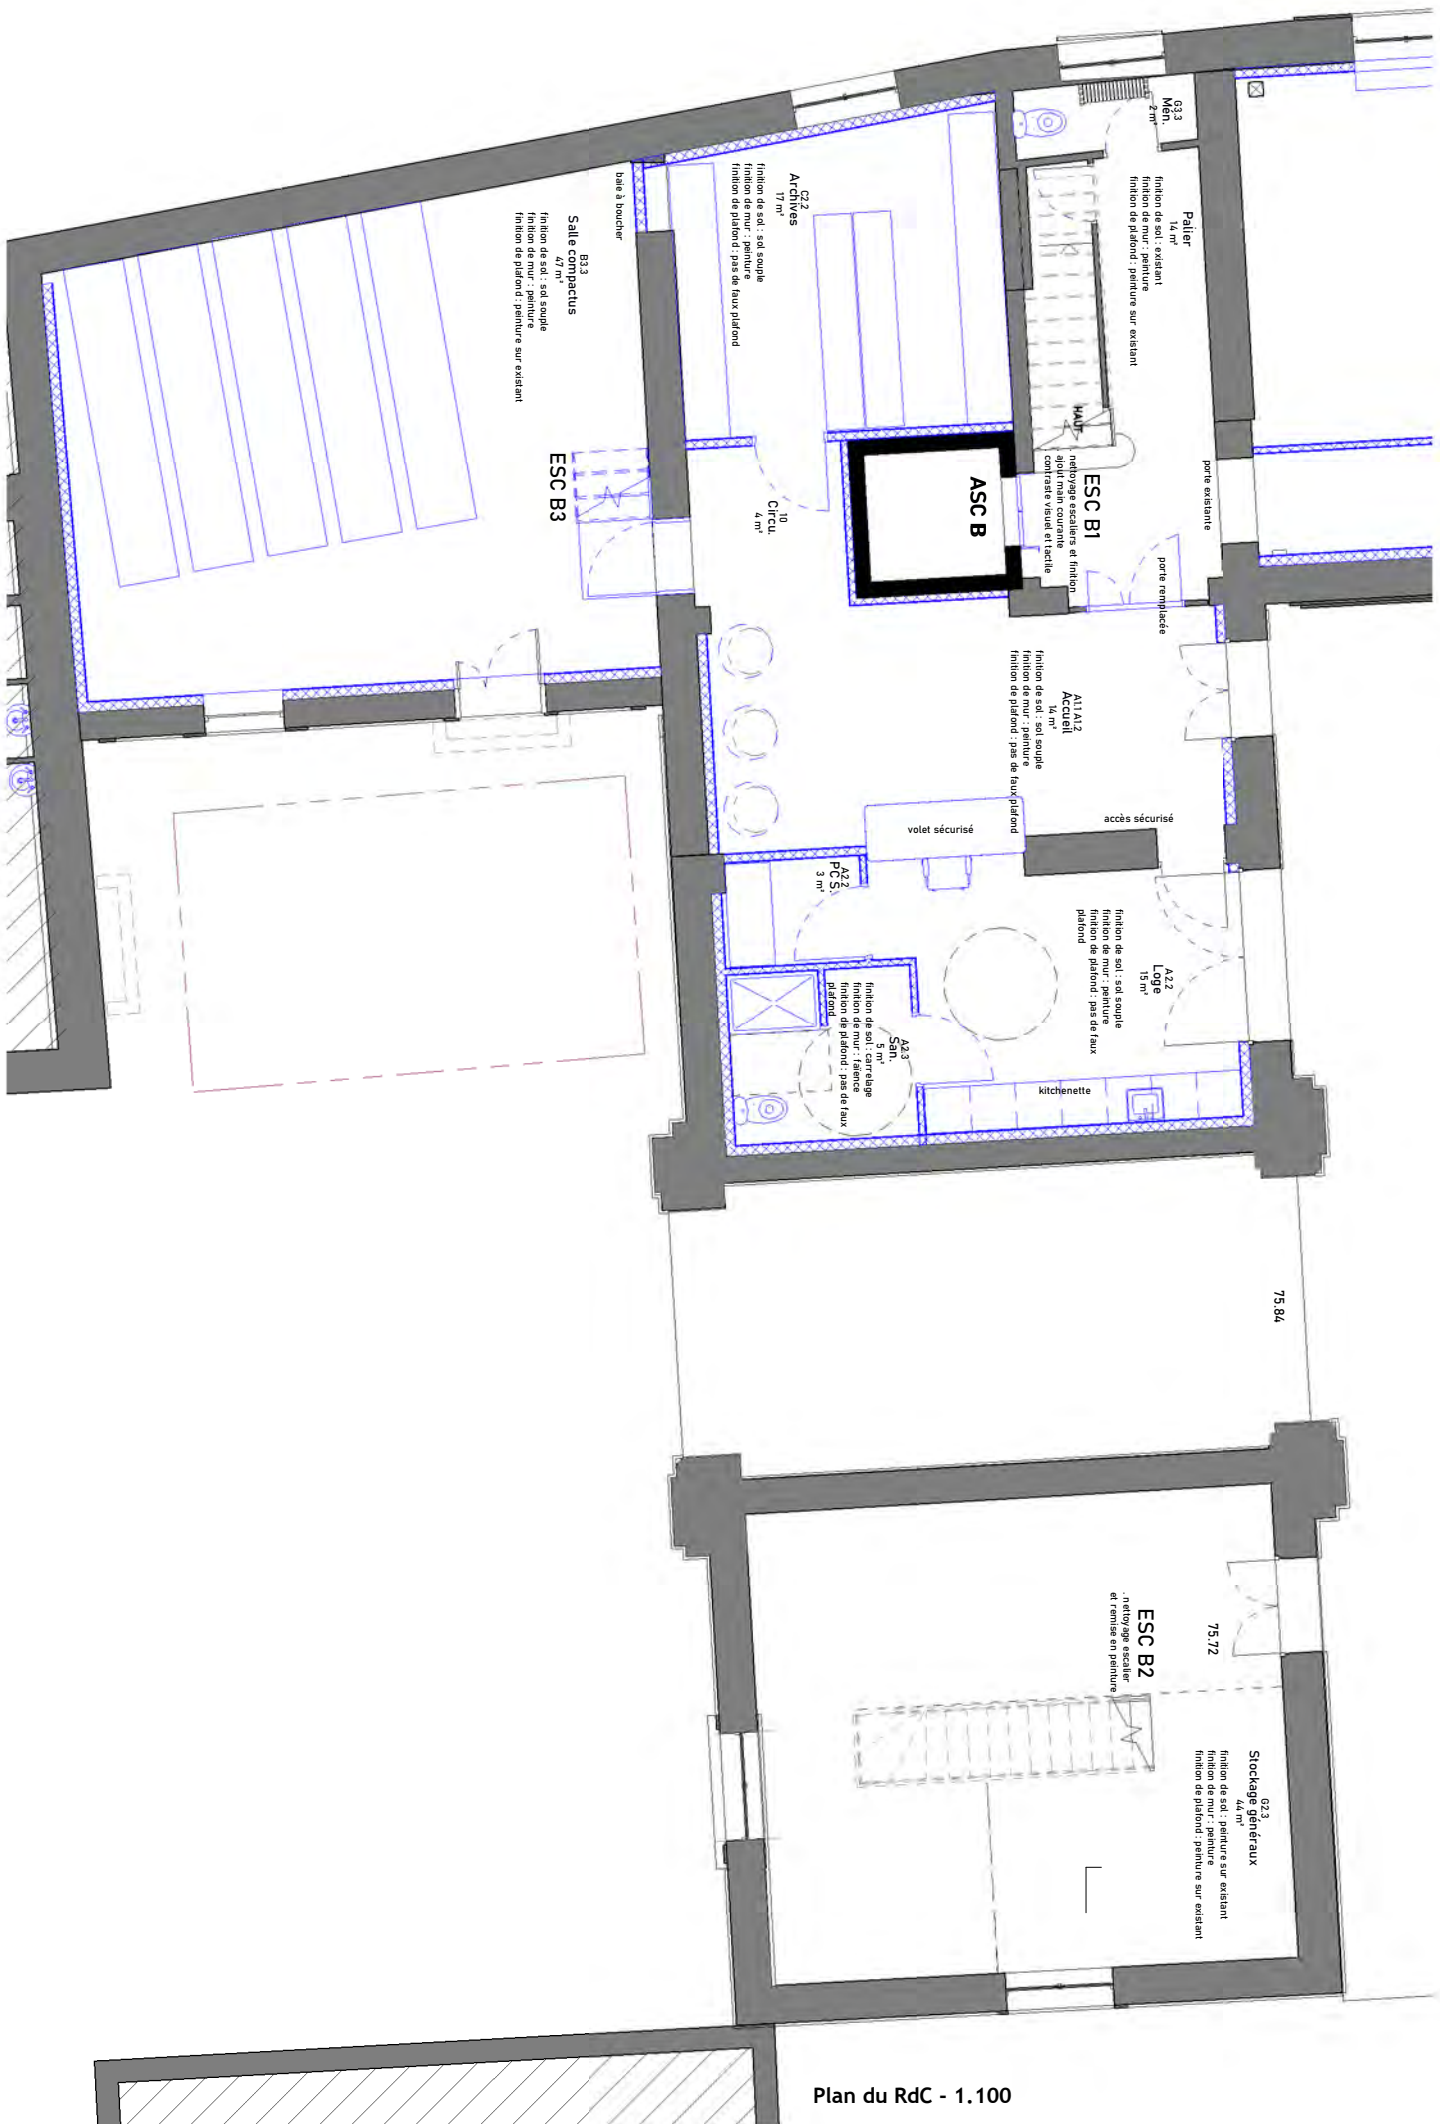 G3.3
Mén.
2 m²
Palier
14 m²
finition de sol : existant
finition de mur : peinture
finition de plafond : peinture sur existant
C2.2
Archives
17 m²
finition de sol : sol souple
finition de mur : peinture
finition de plafond : pas de faux plafond
baie à boucher
B3.3
Salle compactus
47 m²
finition de sol : sol souple
finition de mur : peinture
finition de plafond : peinture sur existant
HAUT
ESC B1
. nettoyage escaliers et finition
ajout main courante
contraste visuel et tactile
porte existante
porte remplacée
ASC B
10
Circu.
4 m²
ESC B3
A1.1 A1.2
Accueil
14 m²
finition de sol : sol souple
finition de mur : peinture
finition de plafond : pas de faux plafond
volet sécurisé
accès sécurisé
A2.2
PC S.
3 m²
A2.2
Loge
15 m²
finition de sol : sol souple
finition de mur : peinture
finition de plafond : pas de faux
plafond
A2.3
San.
5 m²
finition de sol : carrelage
finition de mur : faïence
finition de plafond : pas de faux
plafond
kitchenette
75.84
ESC B2
. nettoyage escalier
et remise en peinture
75.72
G2.3
Stockage généraux
44 m²
finition de sol : peinture sur existant
finition de mur : peinture
finition de plafond : peinture sur existant
Plan du RdC - 1.100